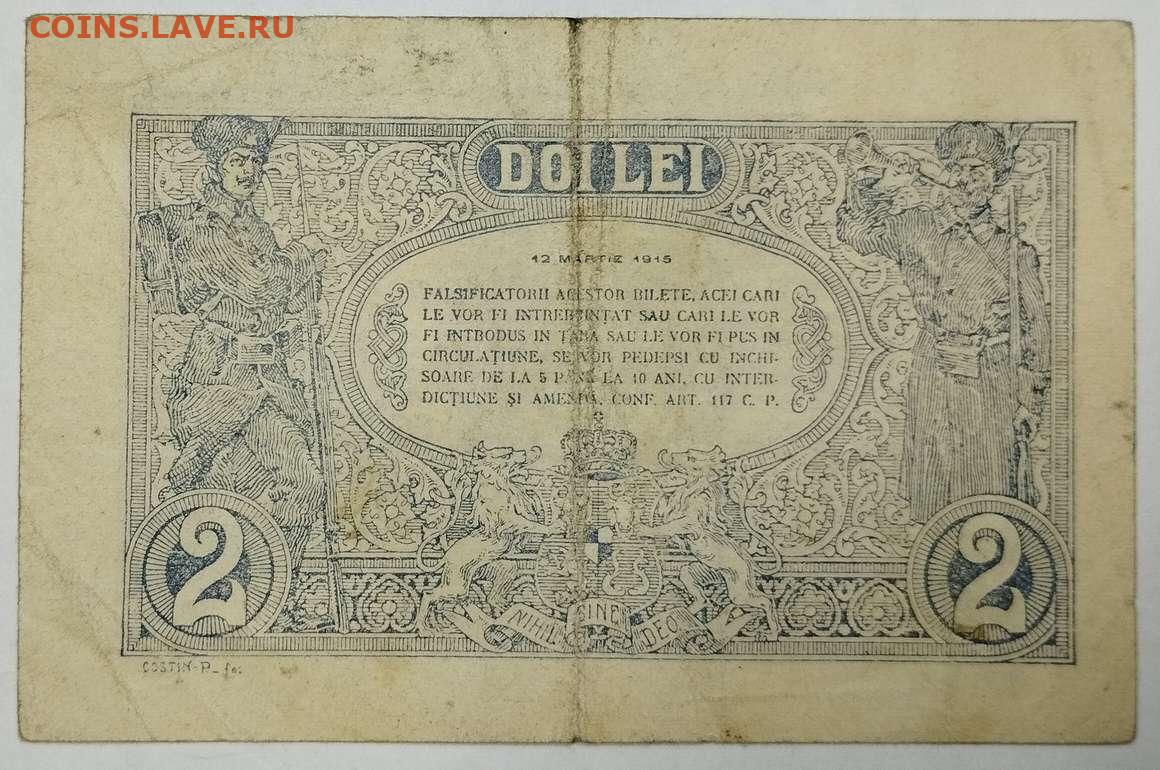 COINS.LAVE.RU
DOI LEI
12 MARTIE 1915
FALSIFICATORII ACESTOR BILETE, ACEI CARI
LE VOR FI INTREBUINTAT SAU CARI LE VOR
FI INTRODUS IN ȚARA SAU LE VOR FI PUS IN
CIRCULAȚIUNE, SE VOR PEDEPSI CU INCHI-
SOARE DE LA 5 PANĂ LA 10 ANI, CU INTER-
DICȚIUNE ȘI AMENDĂ, CONF. ART. 117 C. P.
2
2
NIHIL SINE DEO
COSTIN-P- fe.